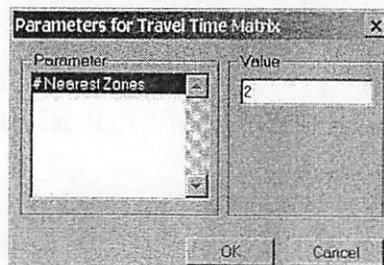 Parameters for Travel Time Matrix
Parameter
Value
# Nearest Zones
2
OK
Cancel